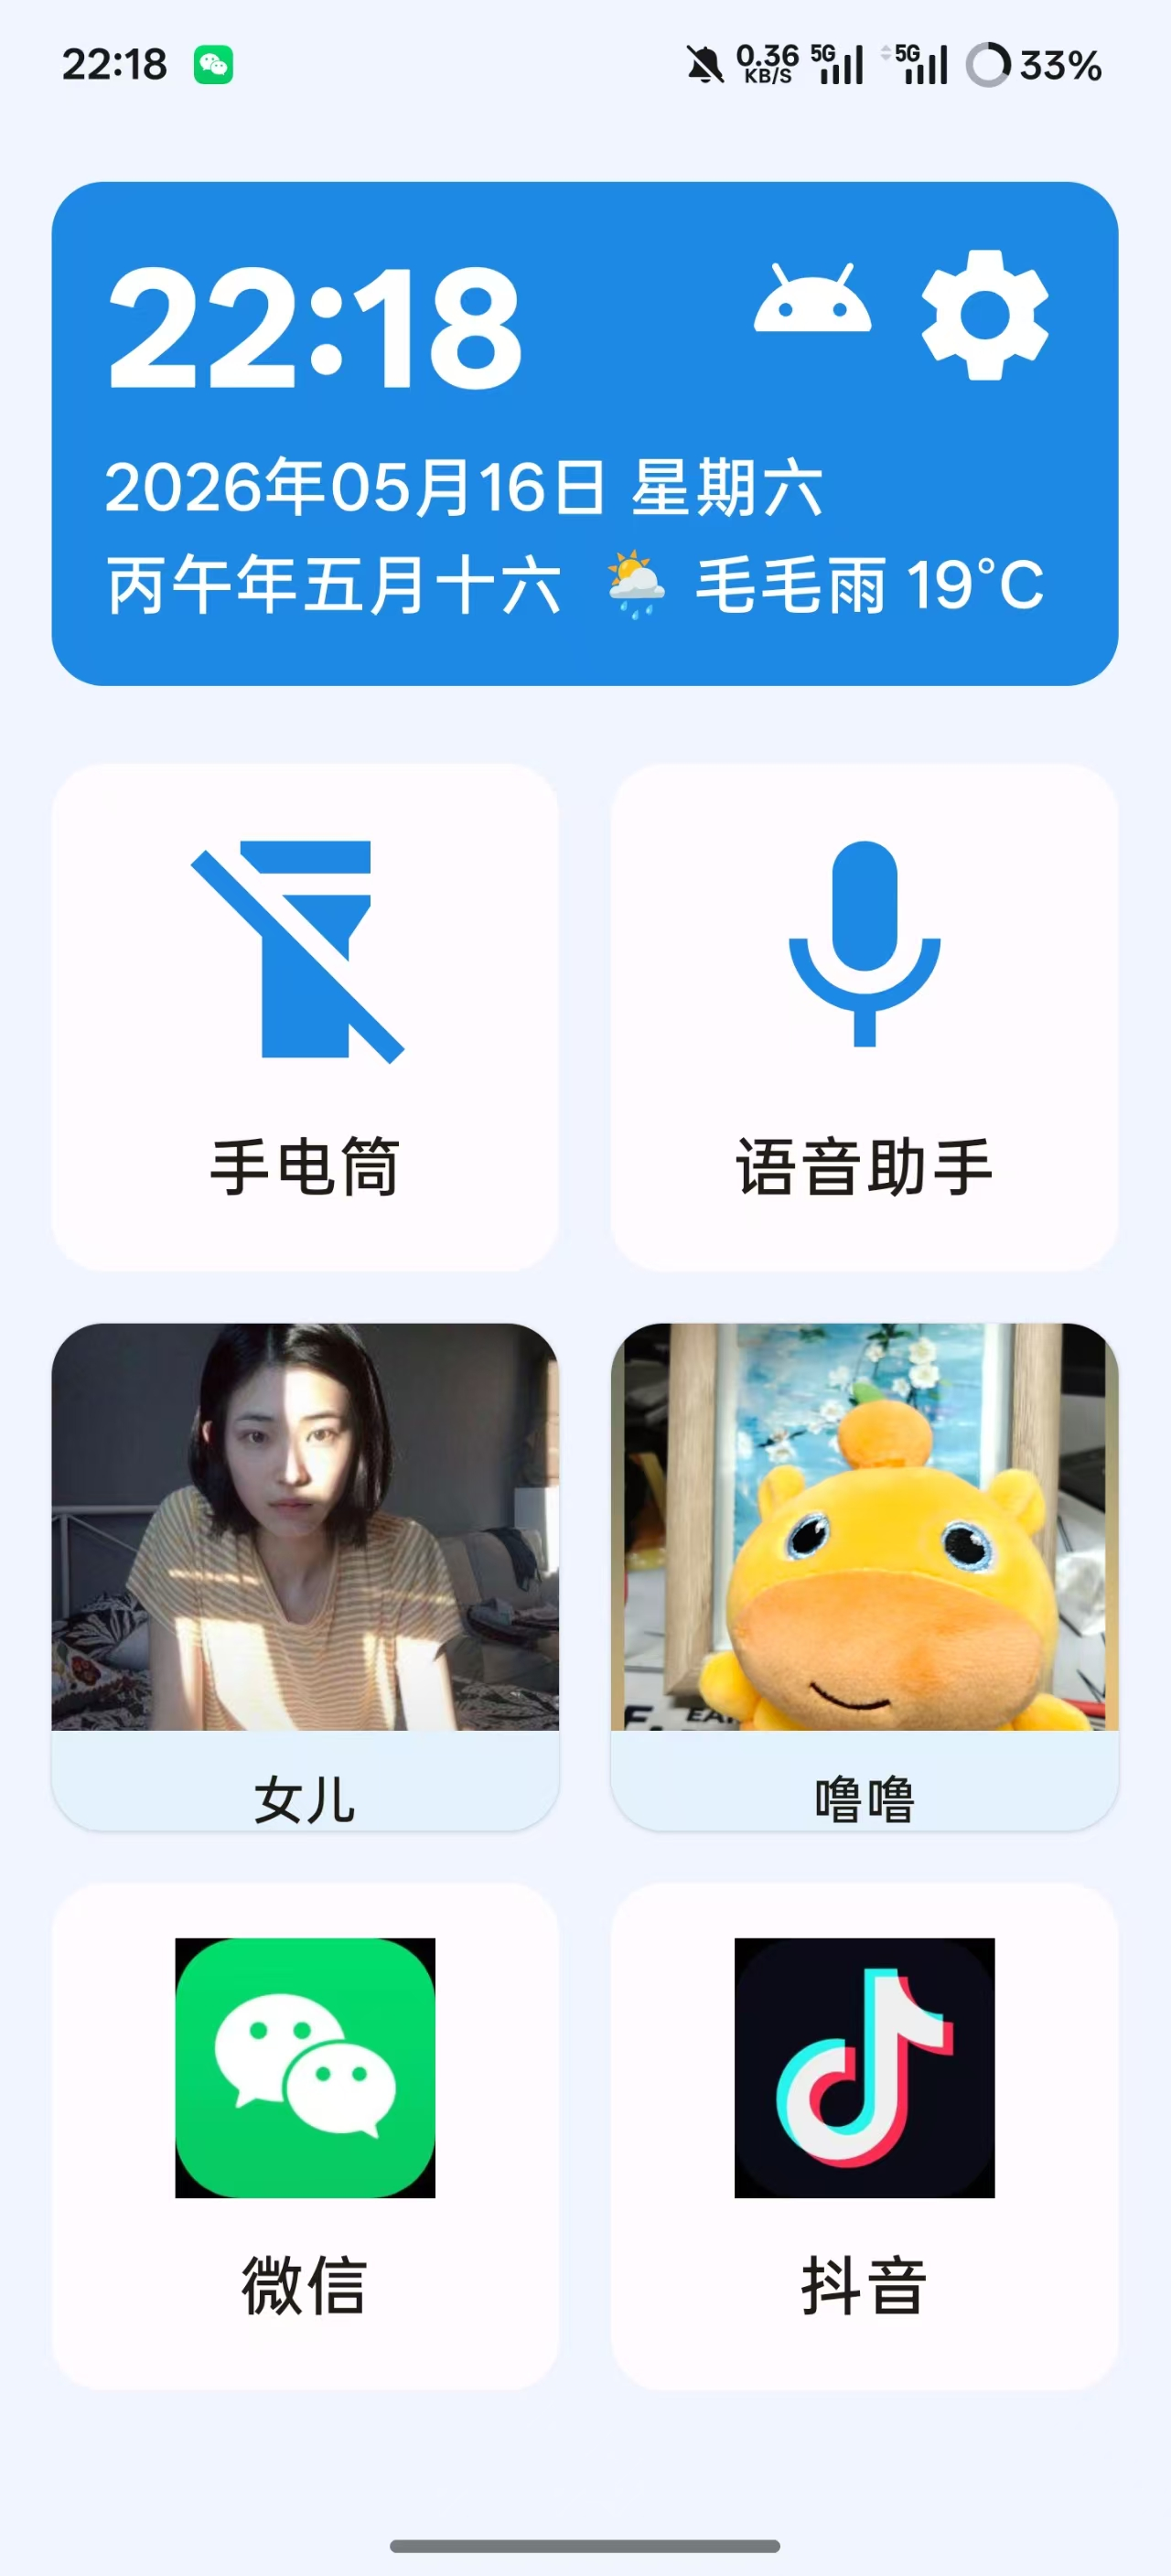 22:18
0.36 KB/S 5G 5G 33%
22:18
2026年05月16日 星期六
丙午年五月十六 毛毛雨 19°C
手电筒 语音助手
女儿 噜噜
微信 抖音